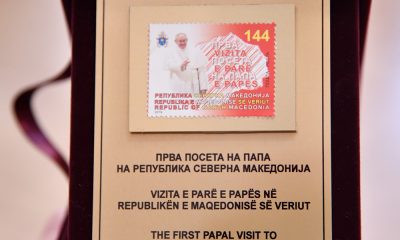 144
ПРВА
VIZITA
ПОСЕТА
E PARË
НА ПАПА
E PAPËS
РЕПУБЛИКА СЕВЕРНА МАКЕДОНИЈА
REPUBLIKA E MAQEDONISË SË VERIUT
REPUBLIC OF NORTH MACEDONIA
ПРВА ПОСЕТА НА ПАПА
НА РЕПУБЛИКА СЕВЕРНА МАКЕДОНИЈА
VIZITA E PARË E PAPËS NË
REPUBLIKËN E MAQEDONISË SË VERIUT
THE FIRST PAPAL VISIT TO